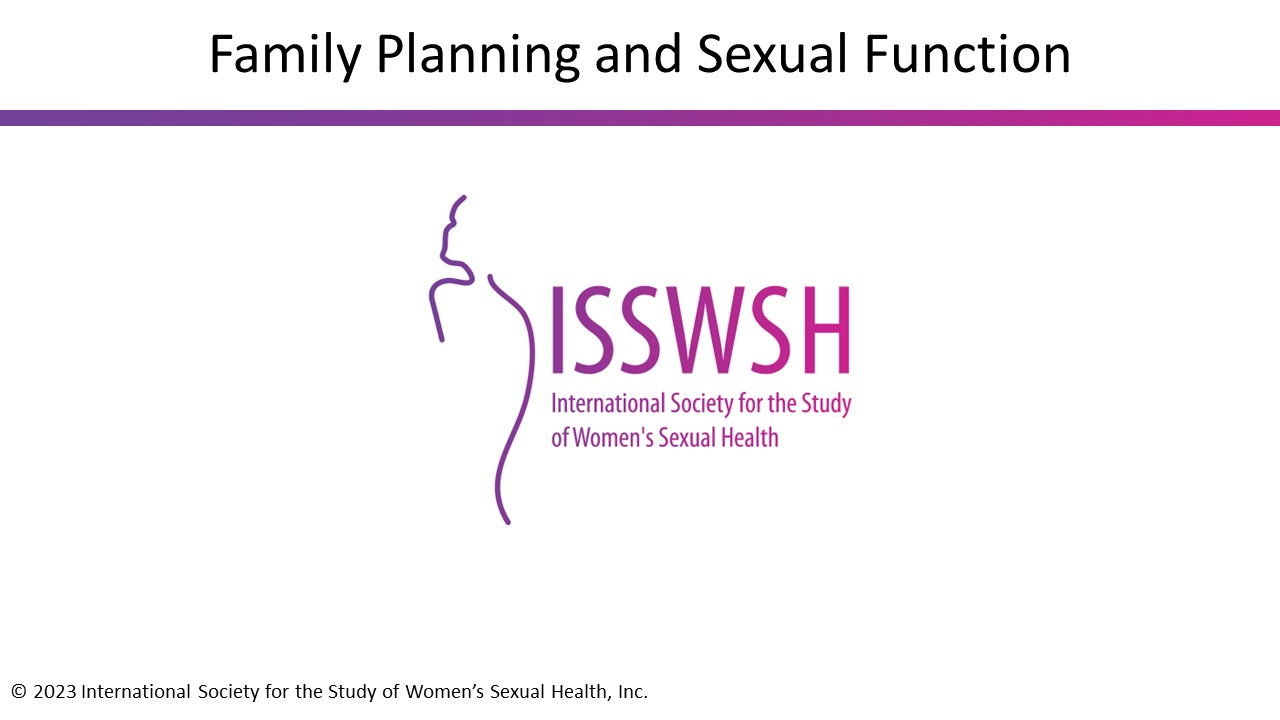 Family Planning and Sexual Function
ISSWSH
International Society for the Study
of Women's Sexual Health
© 2023 International Society for the Study of Women’s Sexual Health, Inc.